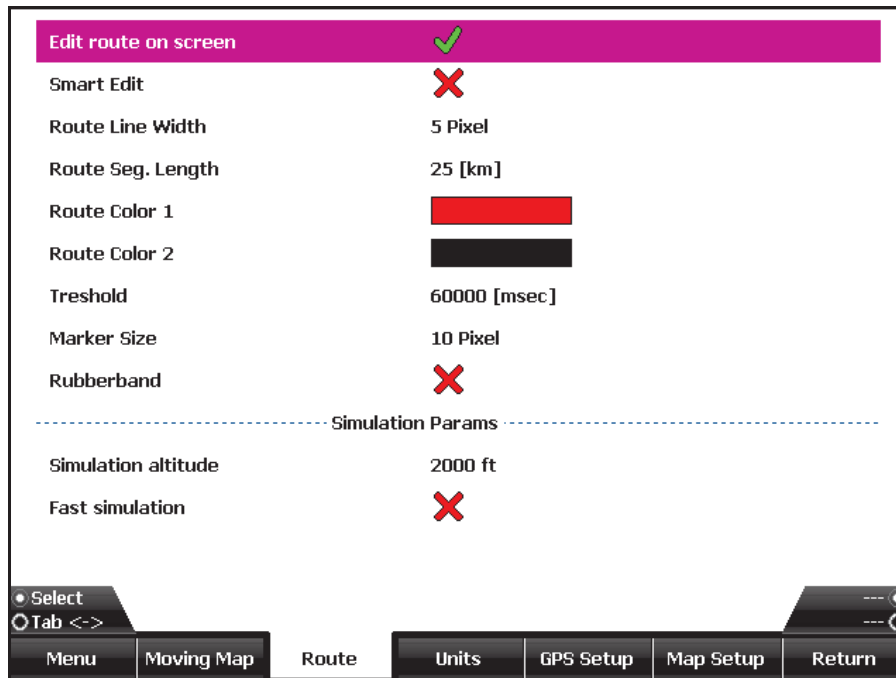 Edit route on screen
Smart Edit
Route Line Width 5 Pixel
Route Seg. Length 25 [km]
Route Color 1
Route Color 2
Treshold 60000 [msec]
Marker Size 10 Pixel
Rubberband
Simulation Params
Simulation altitude 2000 ft
Fast simulation
Select ---
Tab <-> ---
Menu Moving Map Route Units GPS Setup Map Setup Return